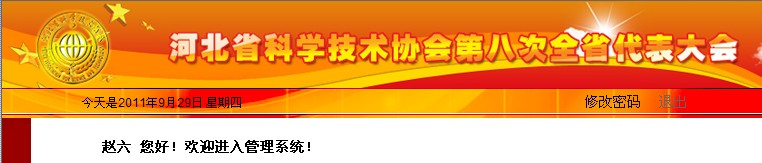 河北省科学技术协会第八次全省代表大会
今天是2011年9月29日 星期四 修改密码 退出
赵六 您好！欢迎进入管理系统！